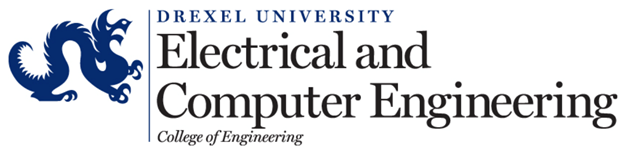 DREXEL UNIVERSITY
Electrical and
Computer Engineering
College of Engineering